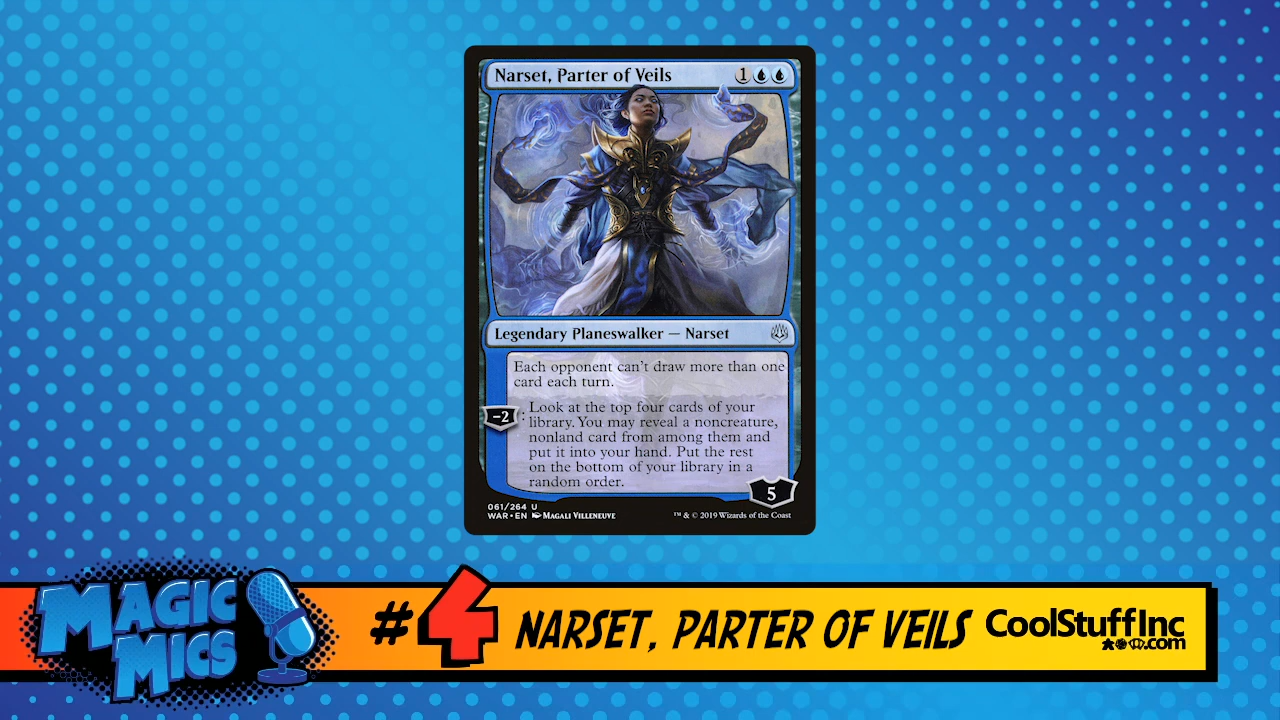 Narset, Parter of Veils 1
Legendary Planeswalker — Narset
Each opponent can't draw more than one
card each turn.
−2: Look at the top four cards of your
library. You may reveal a noncreature,
nonland card from among them and
put it into your hand. Put the rest
on the bottom of your library in a
random order.
5
061/264 U
WAR • EN Magali Villeneuve
™ & © 2019 Wizards of the Coast
MAGIC
MICS
#4 NARSET, PARTER OF VEILS
CoolStuffInc
.com